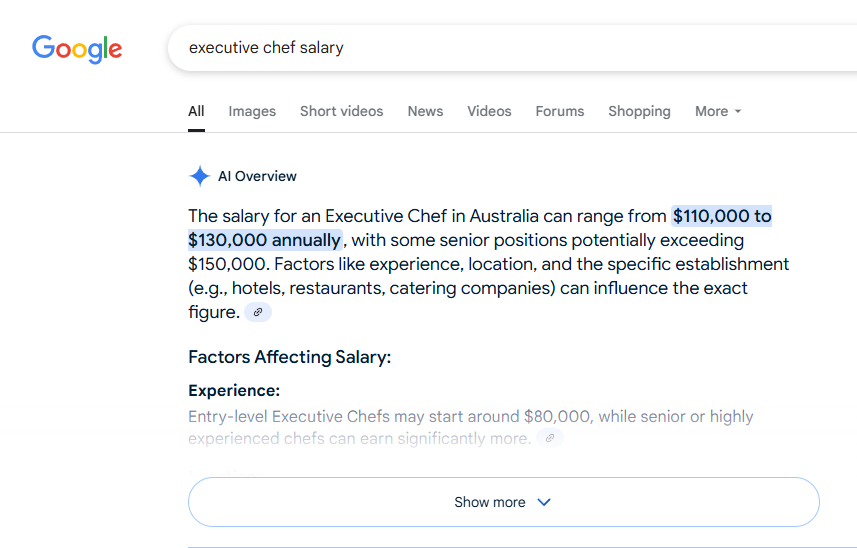 Google
executive chef salary
All Images Short videos News Videos Forums Shopping More
AI Overview
The salary for an Executive Chef in Australia can range from $110,000 to
$130,000 annually, with some senior positions potentially exceeding
$150,000. Factors like experience, location, and the specific establishment
(e.g., hotels, restaurants, catering companies) can influence the exact
figure.
Factors Affecting Salary:
Experience:
Entry-level Executive Chefs may start around $80,000, while senior or highly
experienced chefs can earn significantly more.
Show more